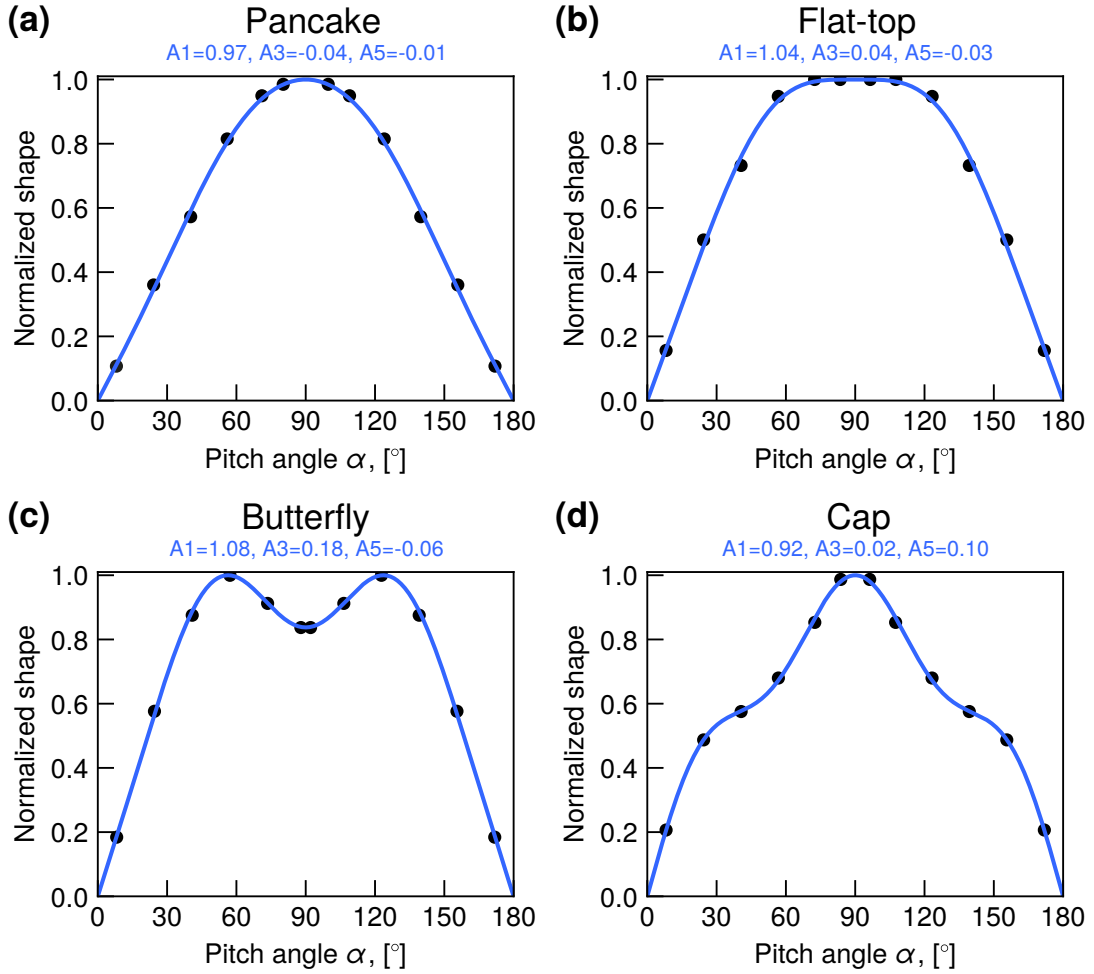 (a) Pancake
A1=0.97, A3=-0.04, A5=-0.01
1.0
0.8
0.6
0.4
0.2
0.0
Normalized shape
0 30 60 90 120 150 180
Pitch angle α, [°]
(b) Flat-top
A1=1.04, A3=0.04, A5=-0.03
1.0
0.8
0.6
0.4
0.2
0.0
Normalized shape
0 30 60 90 120 150 180
Pitch angle α, [°]
(c) Butterfly
A1=1.08, A3=0.18, A5=-0.06
1.0
0.8
0.6
0.4
0.2
0.0
Normalized shape
0 30 60 90 120 150 180
Pitch angle α, [°]
(d) Cap
A1=0.92, A3=0.02, A5=0.10
1.0
0.8
0.6
0.4
0.2
0.0
Normalized shape
0 30 60 90 120 150 180
Pitch angle α, [°]